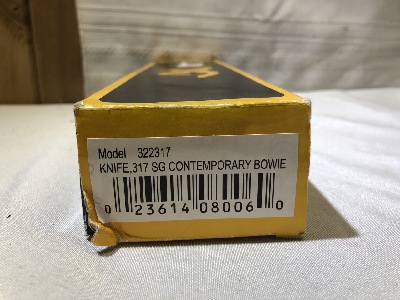 Model 322317
KNIFE,317 SG CONTEMPORARY BOWIE
0 23614 08006 0